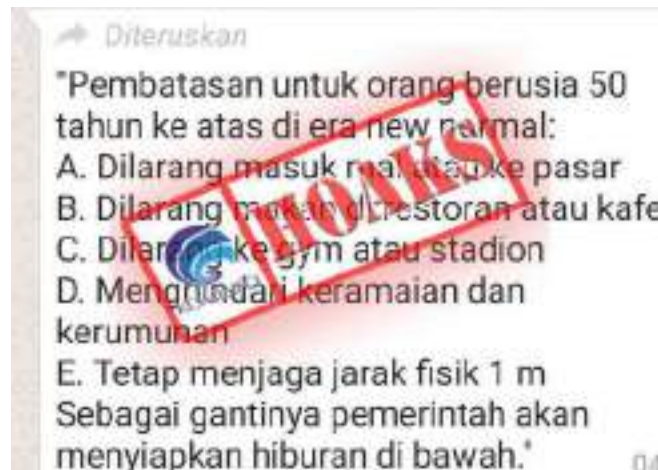 Diteruskan
"Pembatasan untuk orang berusia 50
tahun ke atas di era new normal:
A. Dilarang masuk mal atau ke pasar
B. Dilarang makan di restoran atau kafe
C. Dilarang ke gym atau stadion
D. Menghindari keramaian dan
kerumunan
E. Tetap menjaga jarak fisik 1 m
Sebagai gantinya pemerintah akan
menyiapkan hiburan di bawah."
04
HOAKS